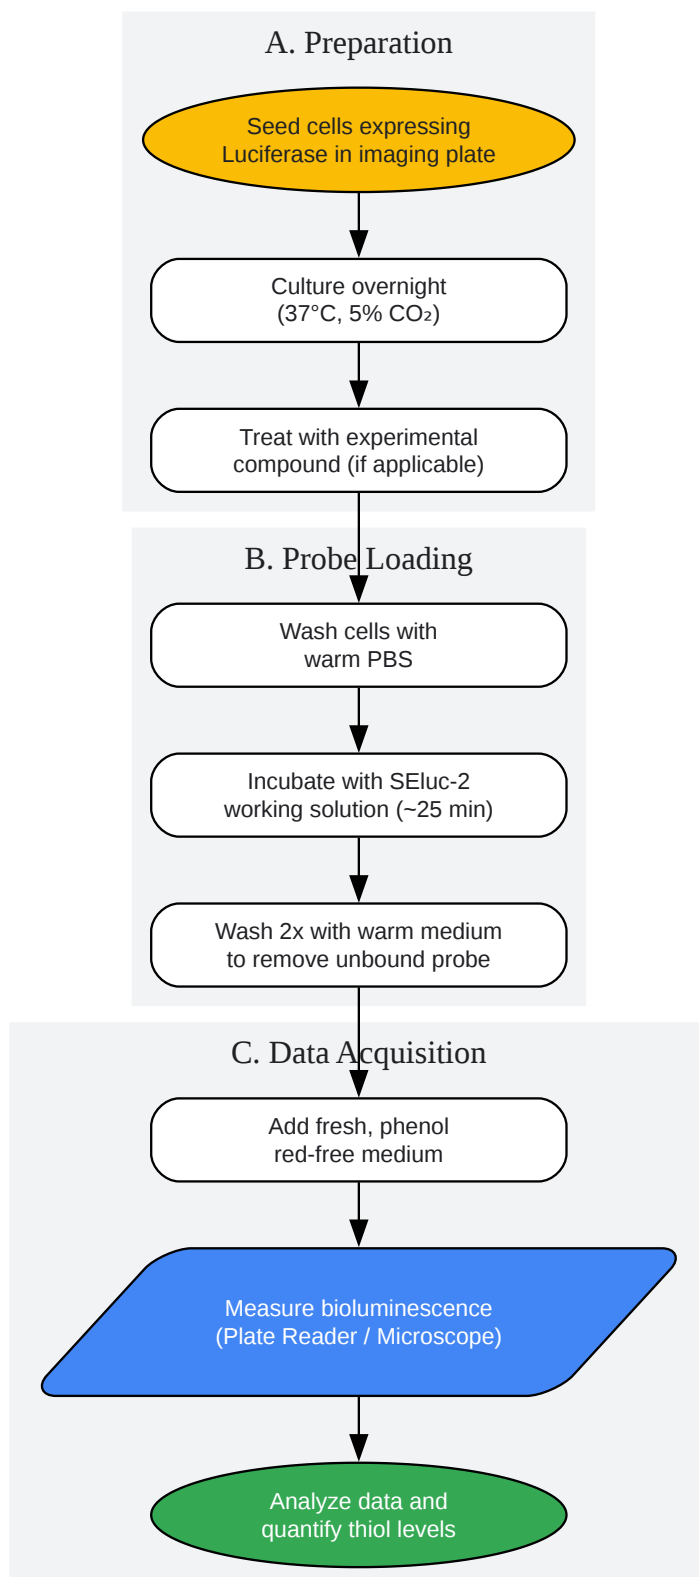 A. Preparation
Seed cells expressing
Luciferase in imaging plate
Culture overnight
(37°C, 5% CO₂)
Treat with experimental
compound (if applicable)
B. Probe Loading
Wash cells with
warm PBS
Incubate with SEluc-2
working solution (~25 min)
Wash 2x with warm medium
to remove unbound probe
C. Data Acquisition
Add fresh, phenol
red-free medium
Measure bioluminescence
(Plate Reader / Microscope)
Analyze data and
quantify thiol levels